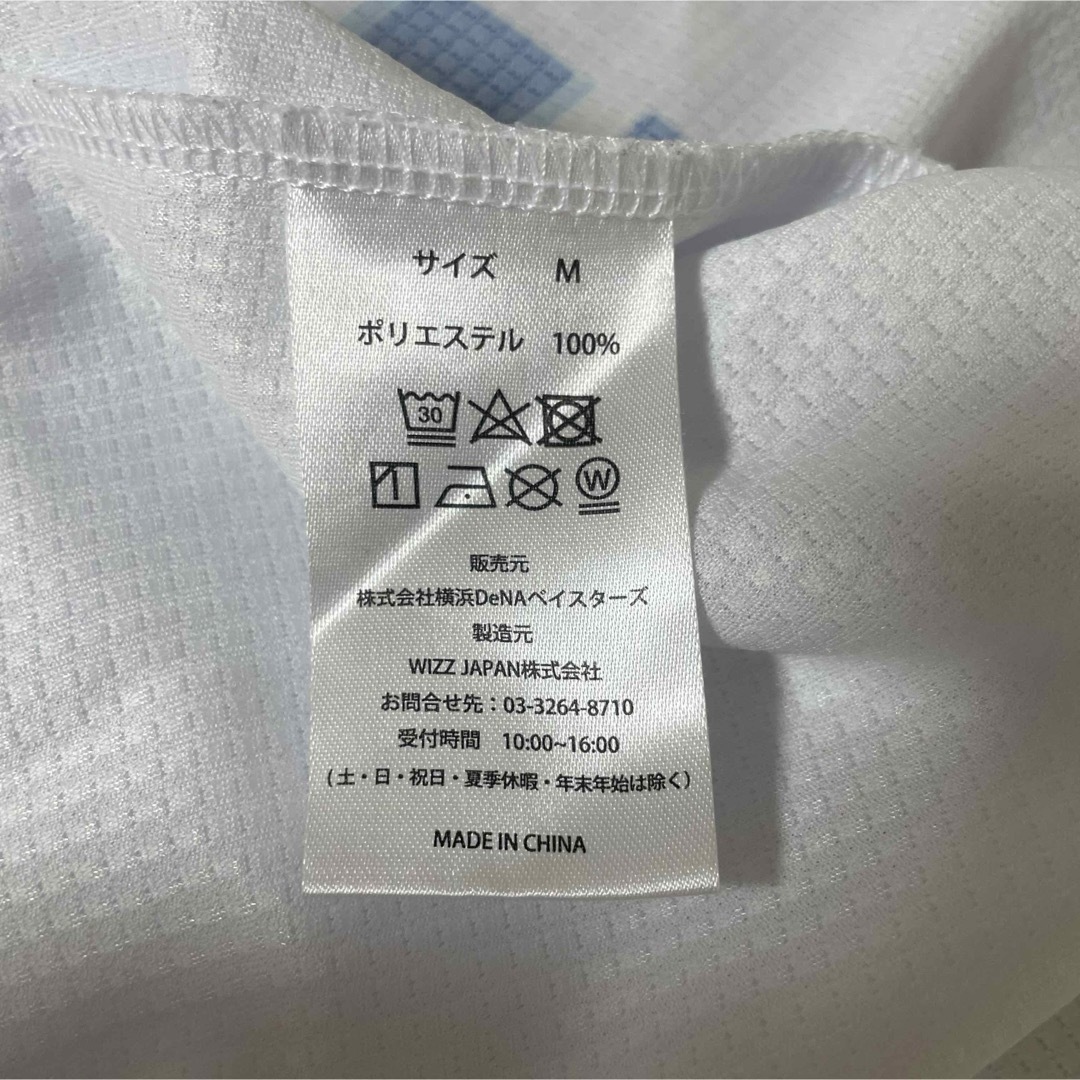 サイズ M
ポリエステル 100%
30
W
販売元
株式会社横浜DeNAベイスターズ
製造元
WIZZ JAPAN株式会社
お問合せ先：03-3264-8710
受付時間 10:00~16:00
(土・日・祝日・夏季休暇・年末年始は除く)
MADE IN CHINA